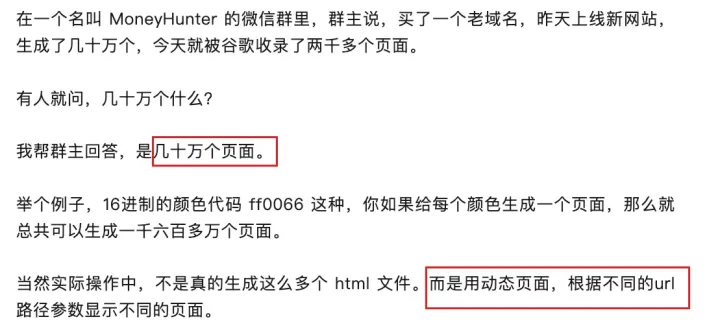 在一个名叫 MoneyHunter 的微信群里，群主说，买了一个老域名，昨天上线新网站，
生成了几十万个，今天就被谷歌收录了两千多个页面。
有人就问，几十万个什么？
我帮群主回答，是几十万个页面。
举个例子，16进制的颜色代码 ff0066 这种，你如果给每个颜色生成一个页面，那么就
总共可以生成一千六百多万个页面。
当然实际操作中，不是真的生成这么多个 html 文件。而是用动态页面，根据不同的url
路径参数显示不同的页面。